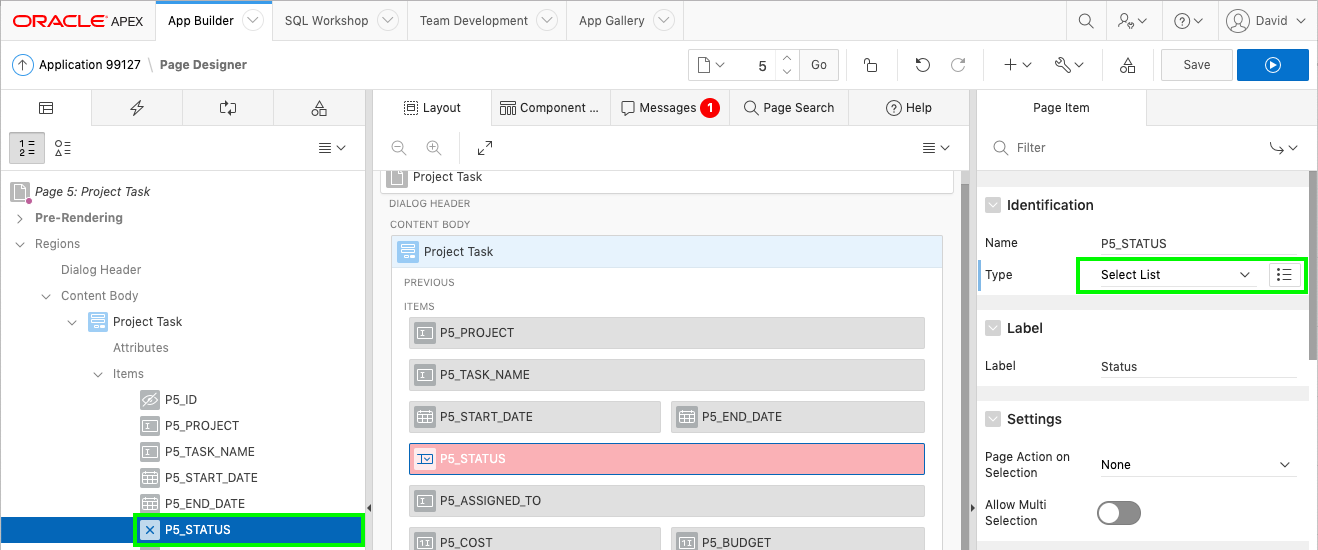 ORACLE APEX App Builder SQL Workshop Team Development App Gallery David
Application 99127 \ Page Designer 5 Go Save
Layout Component ... Messages 1 Page Search Help Page Item
Filter
Page 5: Project Task
Pre-Rendering
Regions
Dialog Header
Content Body
Project Task
Attributes
Items
P5_ID
P5_PROJECT
P5_TASK_NAME
P5_START_DATE
P5_END_DATE
P5_STATUS
Project Task
DIALOG HEADER
CONTENT BODY
Project Task
PREVIOUS
ITEMS
P5_PROJECT
P5_TASK_NAME
P5_START_DATE P5_END_DATE
P5_STATUS
P5_ASSIGNED_TO
P5_COST P5_BUDGET
Identification
Name P5_STATUS
Type Select List
Label
Label Status
Settings
Page Action on
Selection
None
Allow Multi
Selection